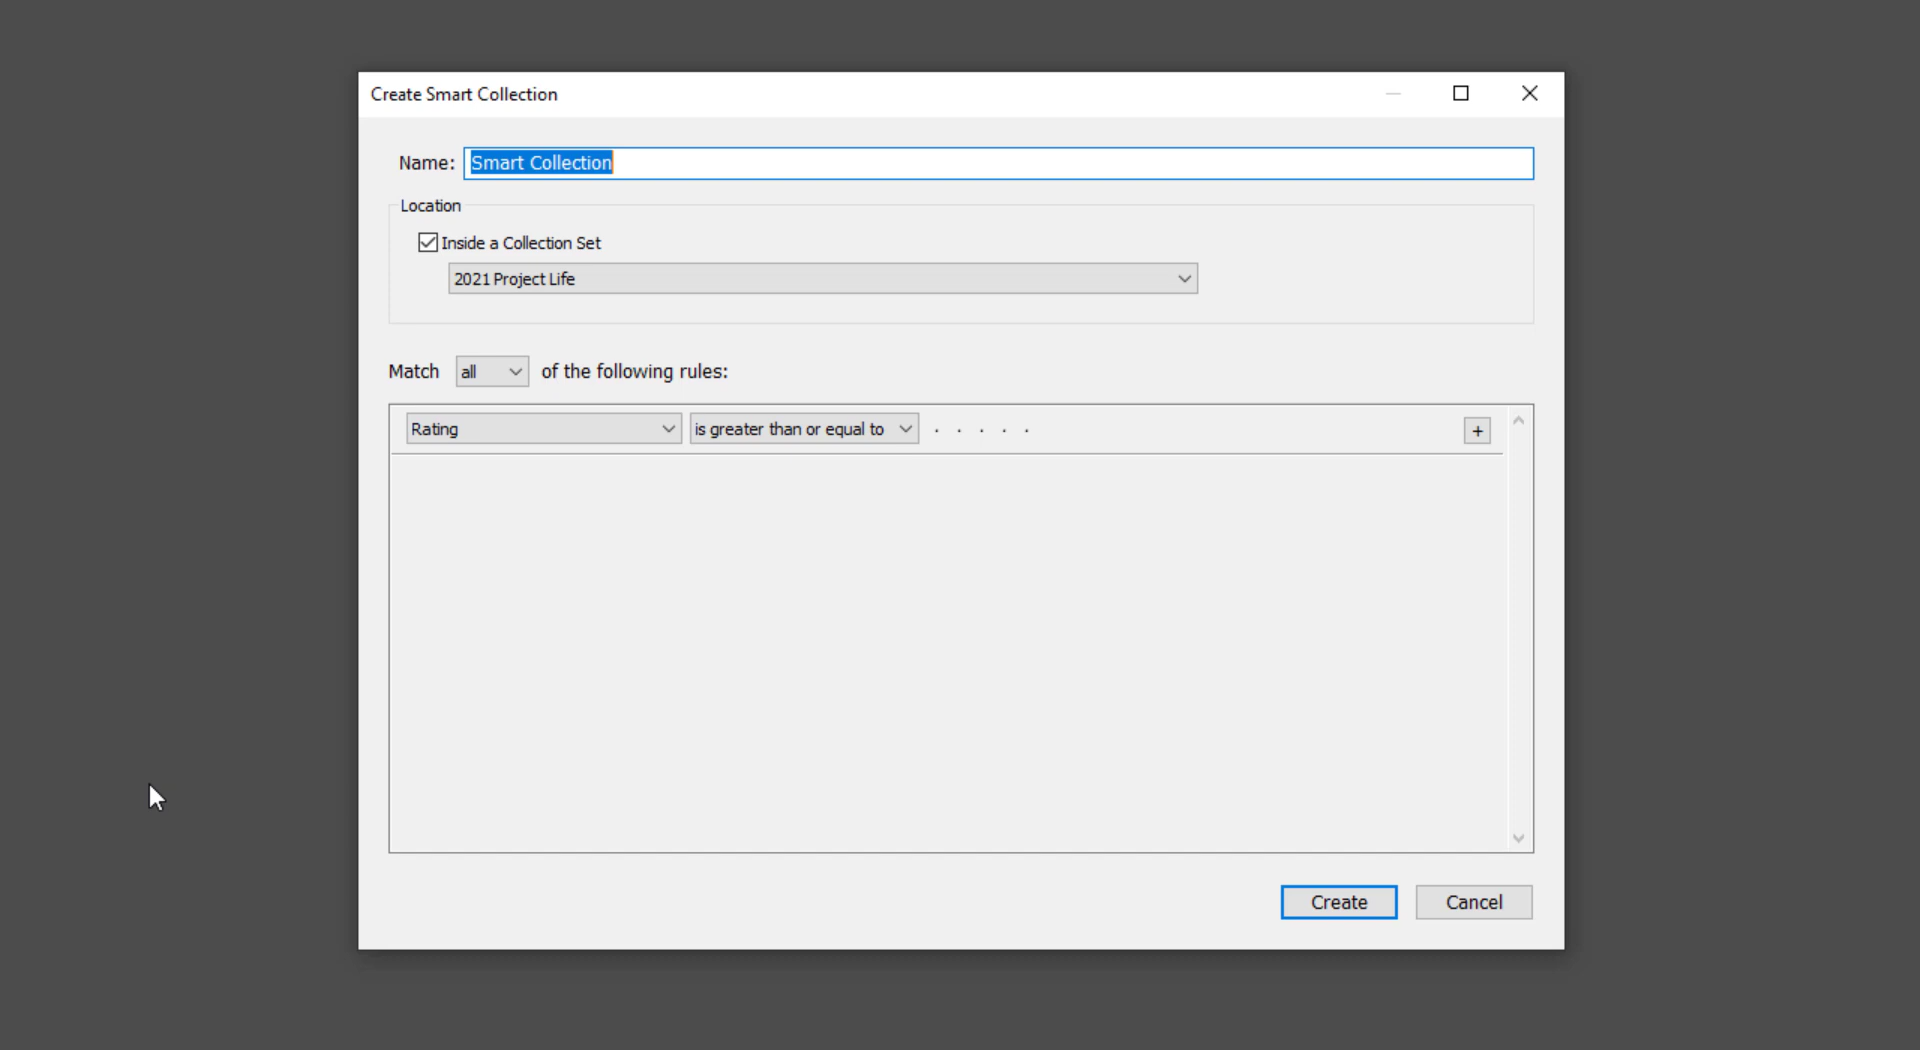 Create Smart Collection
Name: Smart Collection
Location
Inside a Collection Set
2021 Project Life
Match all of the following rules:
Rating is greater than or equal to . . . . . +
Create Cancel